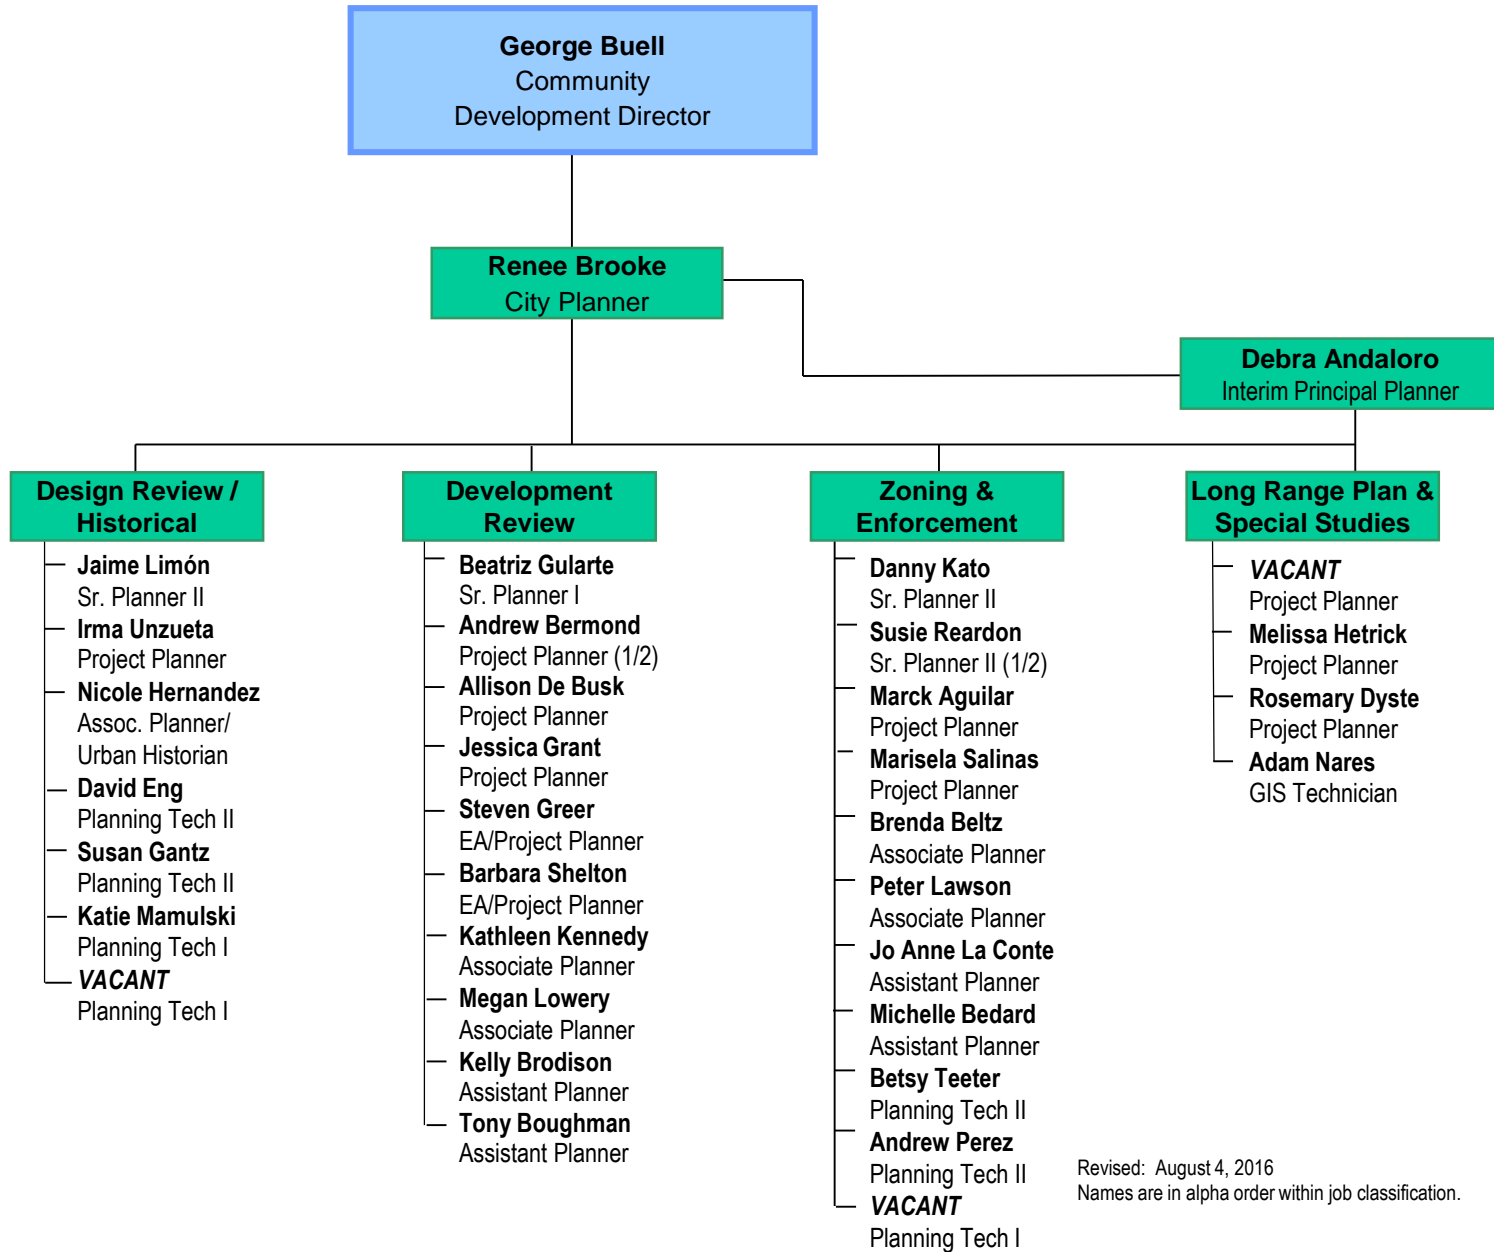 George Buell
Community
Development Director
Renee Brooke
City Planner
Debra Andaloro
Interim Principal Planner
Design Review /
Historical
Jaime Limón
Sr. Planner II
Irma Unzueta
Project Planner
Nicole Hernandez
Assoc. Planner/
Urban Historian
David Eng
Planning Tech II
Susan Gantz
Planning Tech II
Katie Mamulski
Planning Tech I
VACANT
Planning Tech I
Development
Review
Beatriz Gularte
Sr. Planner I
Andrew Bermond
Project Planner (1/2)
Allison De Busk
Project Planner
Jessica Grant
Project Planner
Steven Greer
EA/Project Planner
Barbara Shelton
EA/Project Planner
Kathleen Kennedy
Associate Planner
Megan Lowery
Associate Planner
Kelly Brodison
Assistant Planner
Tony Boughman
Assistant Planner
Zoning &
Enforcement
Danny Kato
Sr. Planner II
Susie Reardon
Sr. Planner II (1/2)
Marck Aguilar
Project Planner
Marisela Salinas
Project Planner
Brenda Beltz
Associate Planner
Peter Lawson
Associate Planner
Jo Anne La Conte
Assistant Planner
Michelle Bedard
Assistant Planner
Betsy Teeter
Planning Tech II
Andrew Perez
Planning Tech II
VACANT
Planning Tech I
Long Range Plan &
Special Studies
VACANT
Project Planner
Melissa Hetrick
Project Planner
Rosemary Dyste
Project Planner
Adam Nares
GIS Technician
Revised: August 4, 2016
Names are in alpha order within job classification.